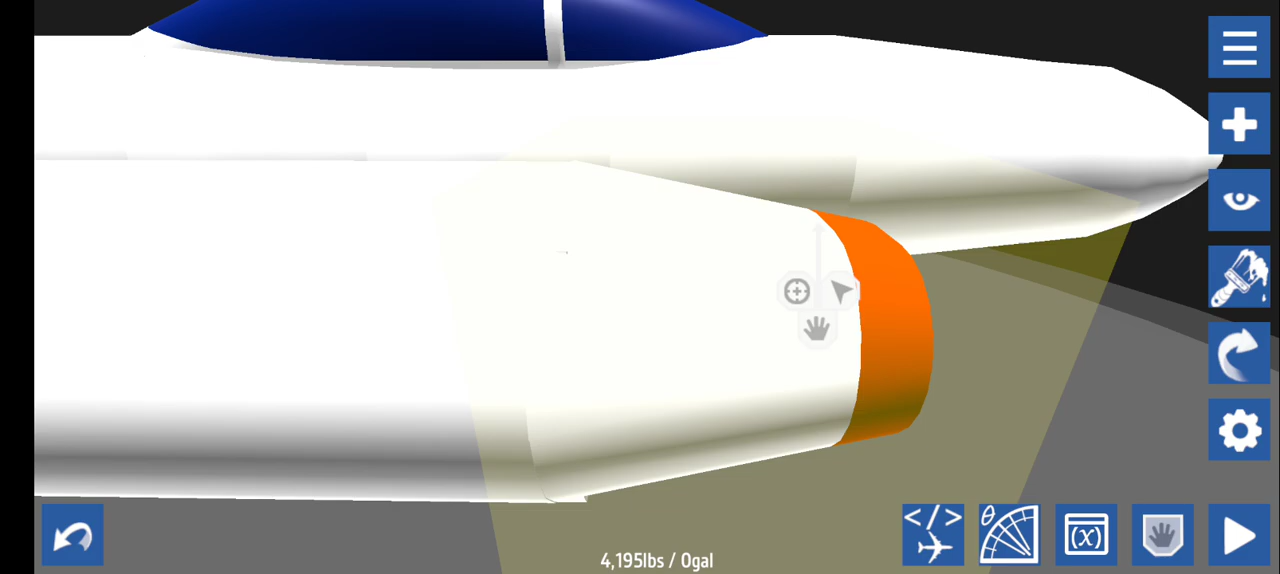 </>
θ
(x)
4,195lbs / 0gal